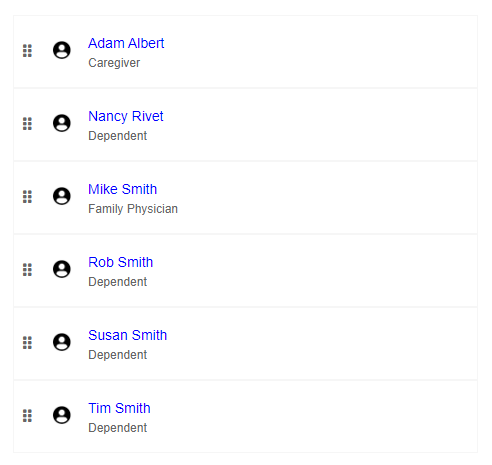 Adam Albert
Caregiver
Nancy Rivet
Dependent
Mike Smith
Family Physician
Rob Smith
Dependent
Susan Smith
Dependent
Tim Smith
Dependent